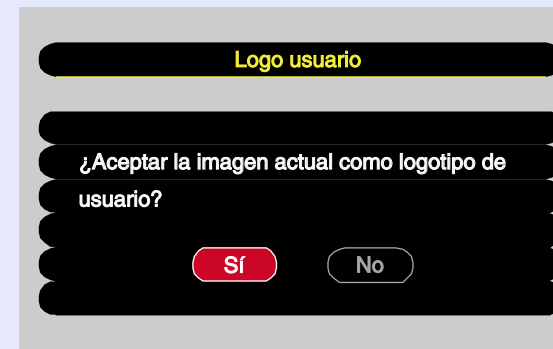 Logo usuario
¿Aceptar la imagen actual como logotipo de
usuario?
Sí No